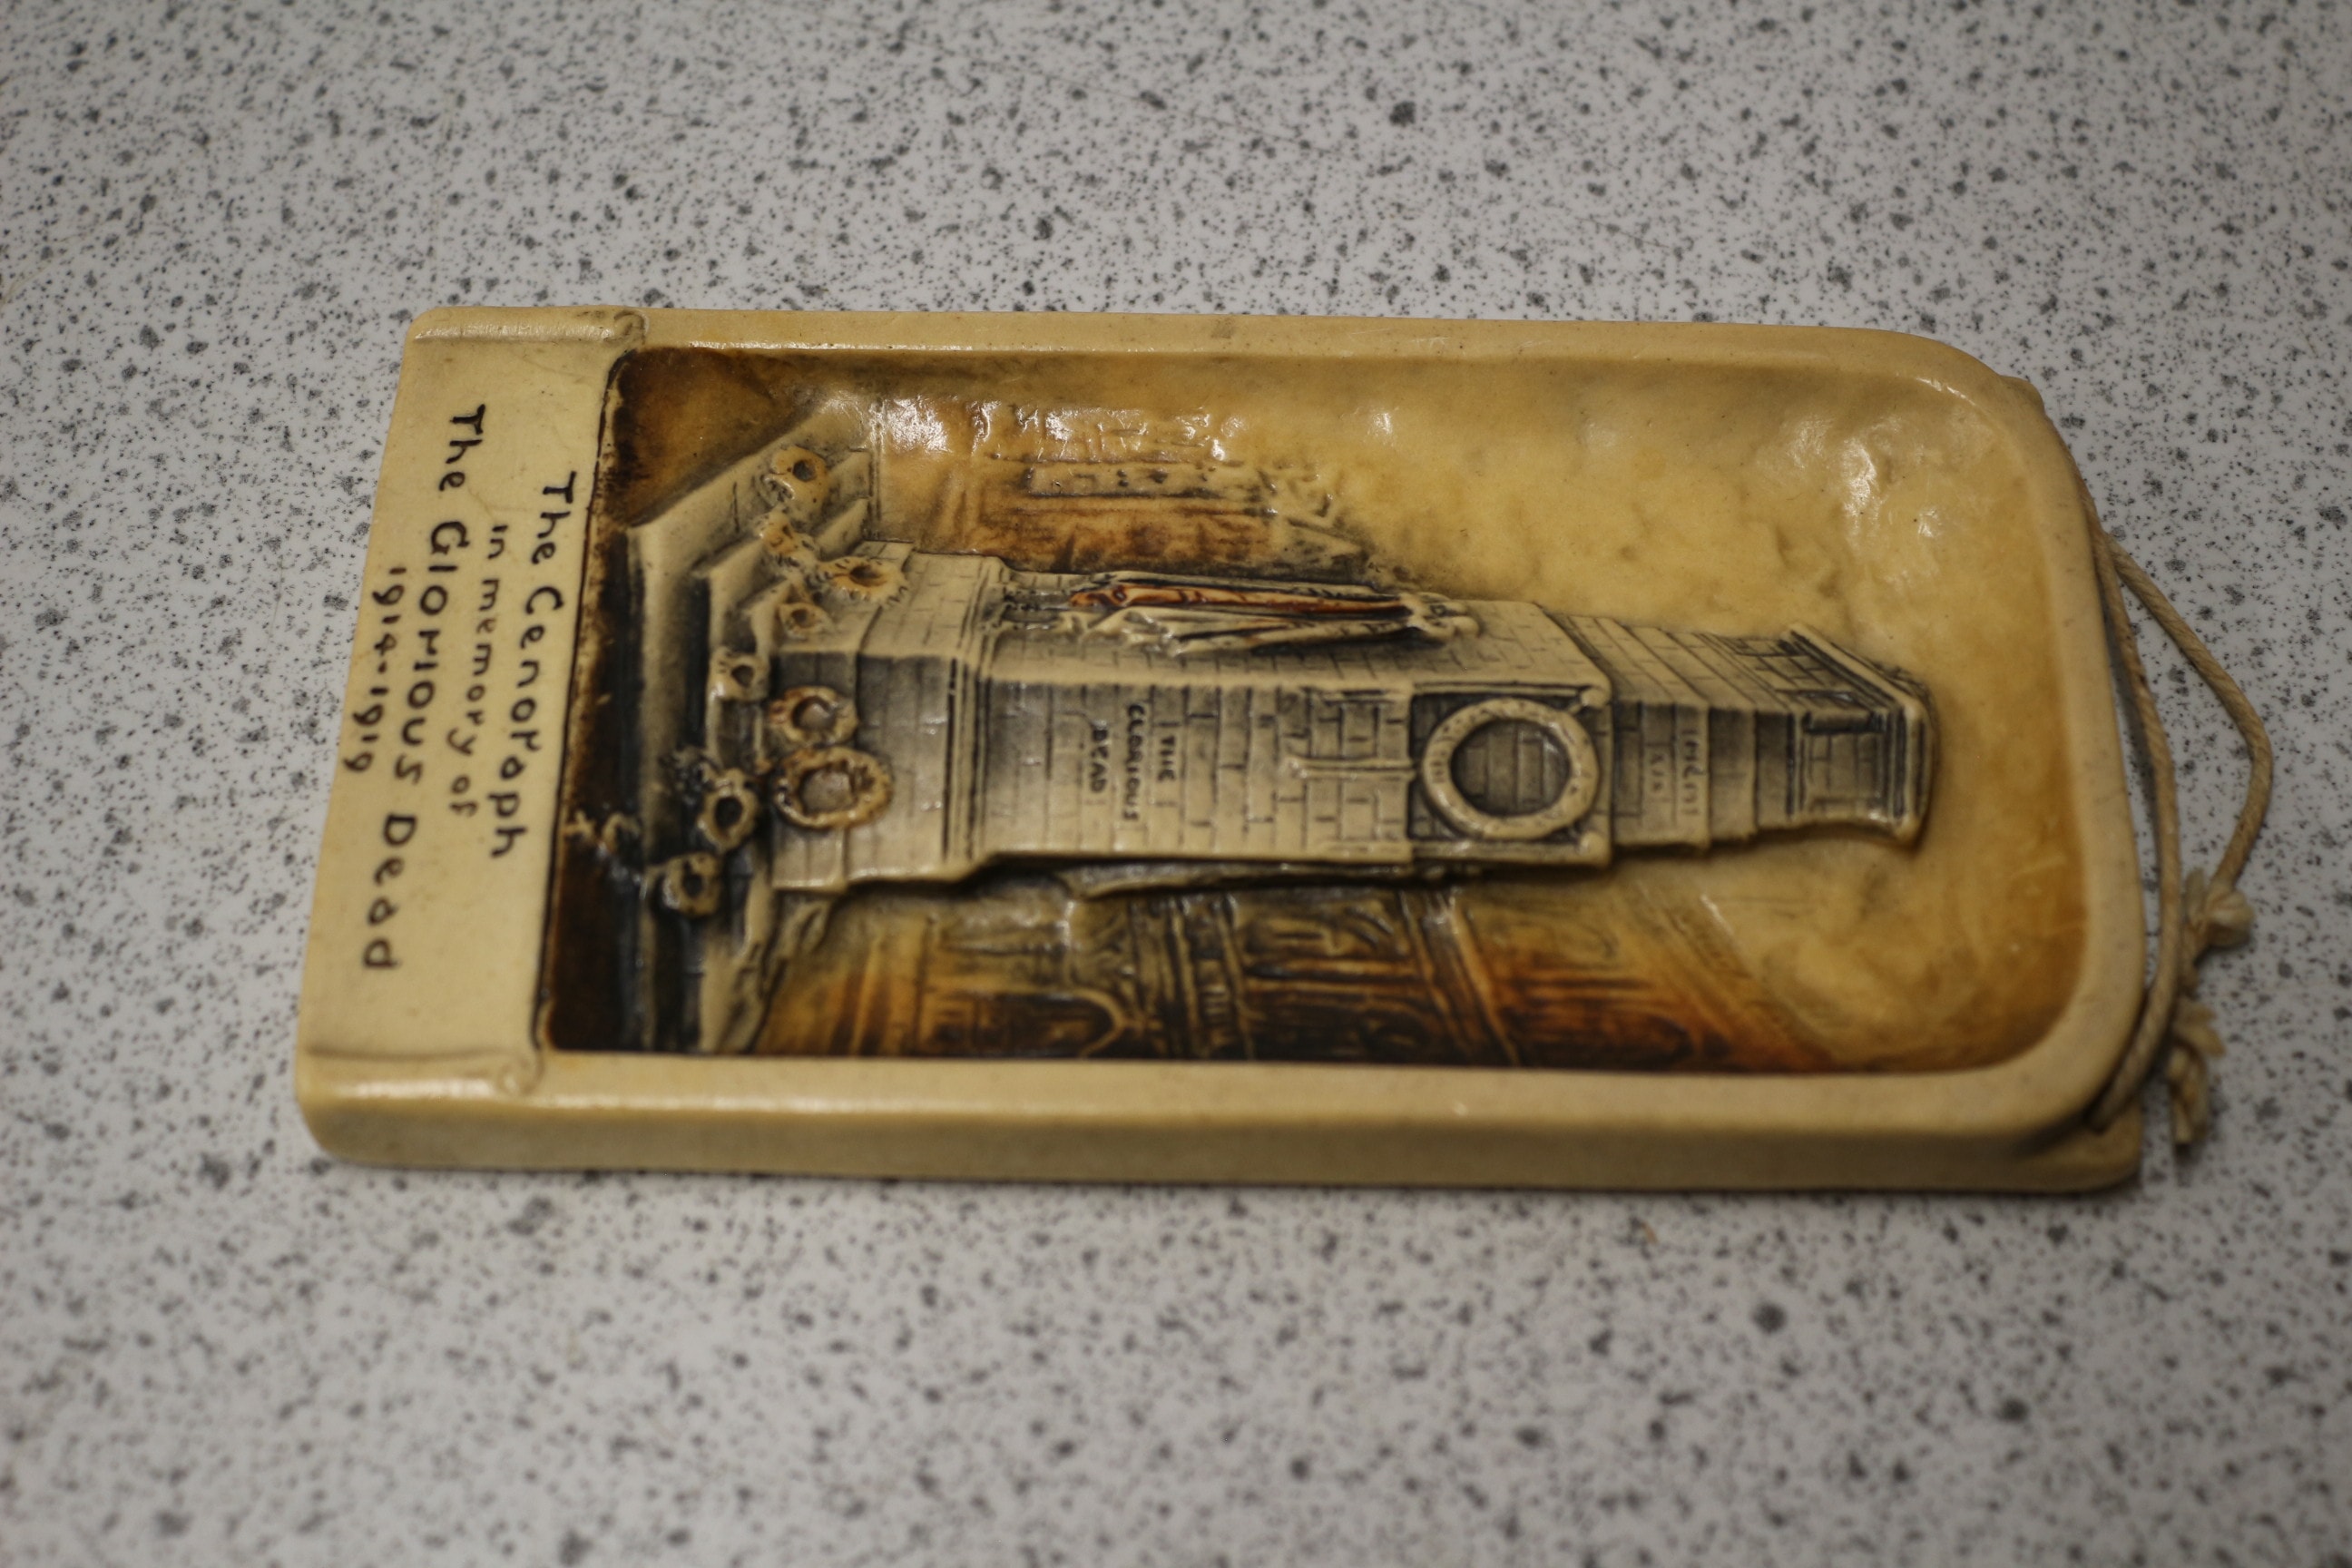 THE
GLORIOUS
DEAD
The Cenotaph
in memory of
The Glorious Dead
1914-1919